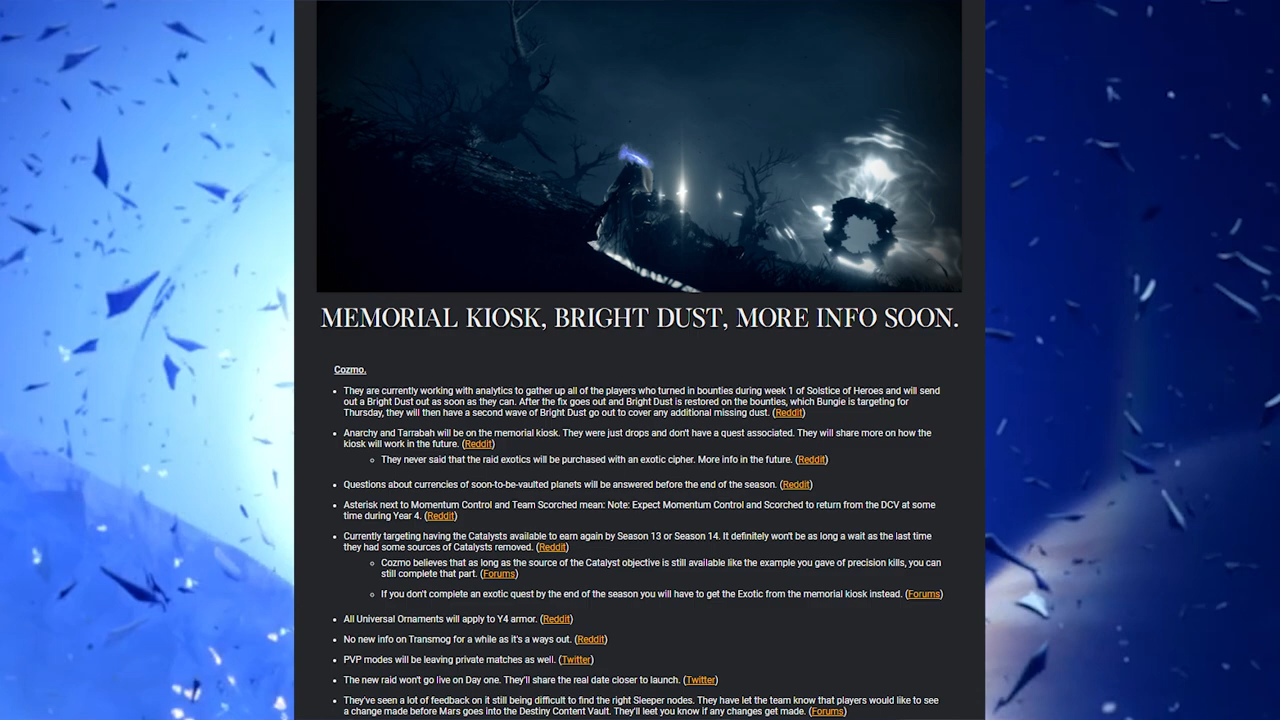 MEMORIAL KIOSK, BRIGHT DUST, MORE INFO SOON.
Cozmo.
They are currently working with analytics to gather up all of the players who turned in bounties during week 1 of Solstice of Heroes and will send
out a Bright Dust out as soon as they can. After the fix goes out and Bright Dust is restored on the bounties, which Bungie is targeting for
Thursday, they will then have a second wave of Bright Dust go out to cover any additional missing dust. (Reddit)
Anarchy and Tarrabah will be on the memorial kiosk. They were just drops and don't have a quest associated. They will share more on how the
kiosk will work in the future. (Reddit)
They never said that the raid exotics will be purchased with an exotic cipher. More info in the future. (Reddit)
Questions about currencies of soon-to-be-vaulted planets will be answered before the end of the season. (Reddit)
Asterisk next to Momentum Control and Team Scorched mean: Note: Expect Momentum Control and Scorched to return from the DCV at some
time during Year 4. (Reddit)
Currently targeting having the Catalysts available to earn again by Season 13 or Season 14. It definitely won't be as long a wait as the last time
they had some sources of Catalysts removed. (Reddit)
Cozmo believes that as long as the source of the Catalyst objective is still available like the example you gave of precision kills, you can
still complete that part. (Forums)
If you don't complete an exotic quest by the end of the season you will have to get the Exotic from the memorial kiosk instead. (Forums)
All Universal Ornaments will apply to Y4 armor. (Reddit)
No new info on Transmog for a while as it's a ways out. (Reddit)
PVP modes will be leaving private matches as well. (Twitter)
The new raid won't go live on Day one. They'll share the real date closer to launch. (Twitter)
They've seen a lot of feedback on it still being difficult to find the right Sleeper nodes. They have let the team know that players would like to see
a change made before Mars goes into the Destiny Content Vault. They'll leet you know if any changes get made. (Forums)